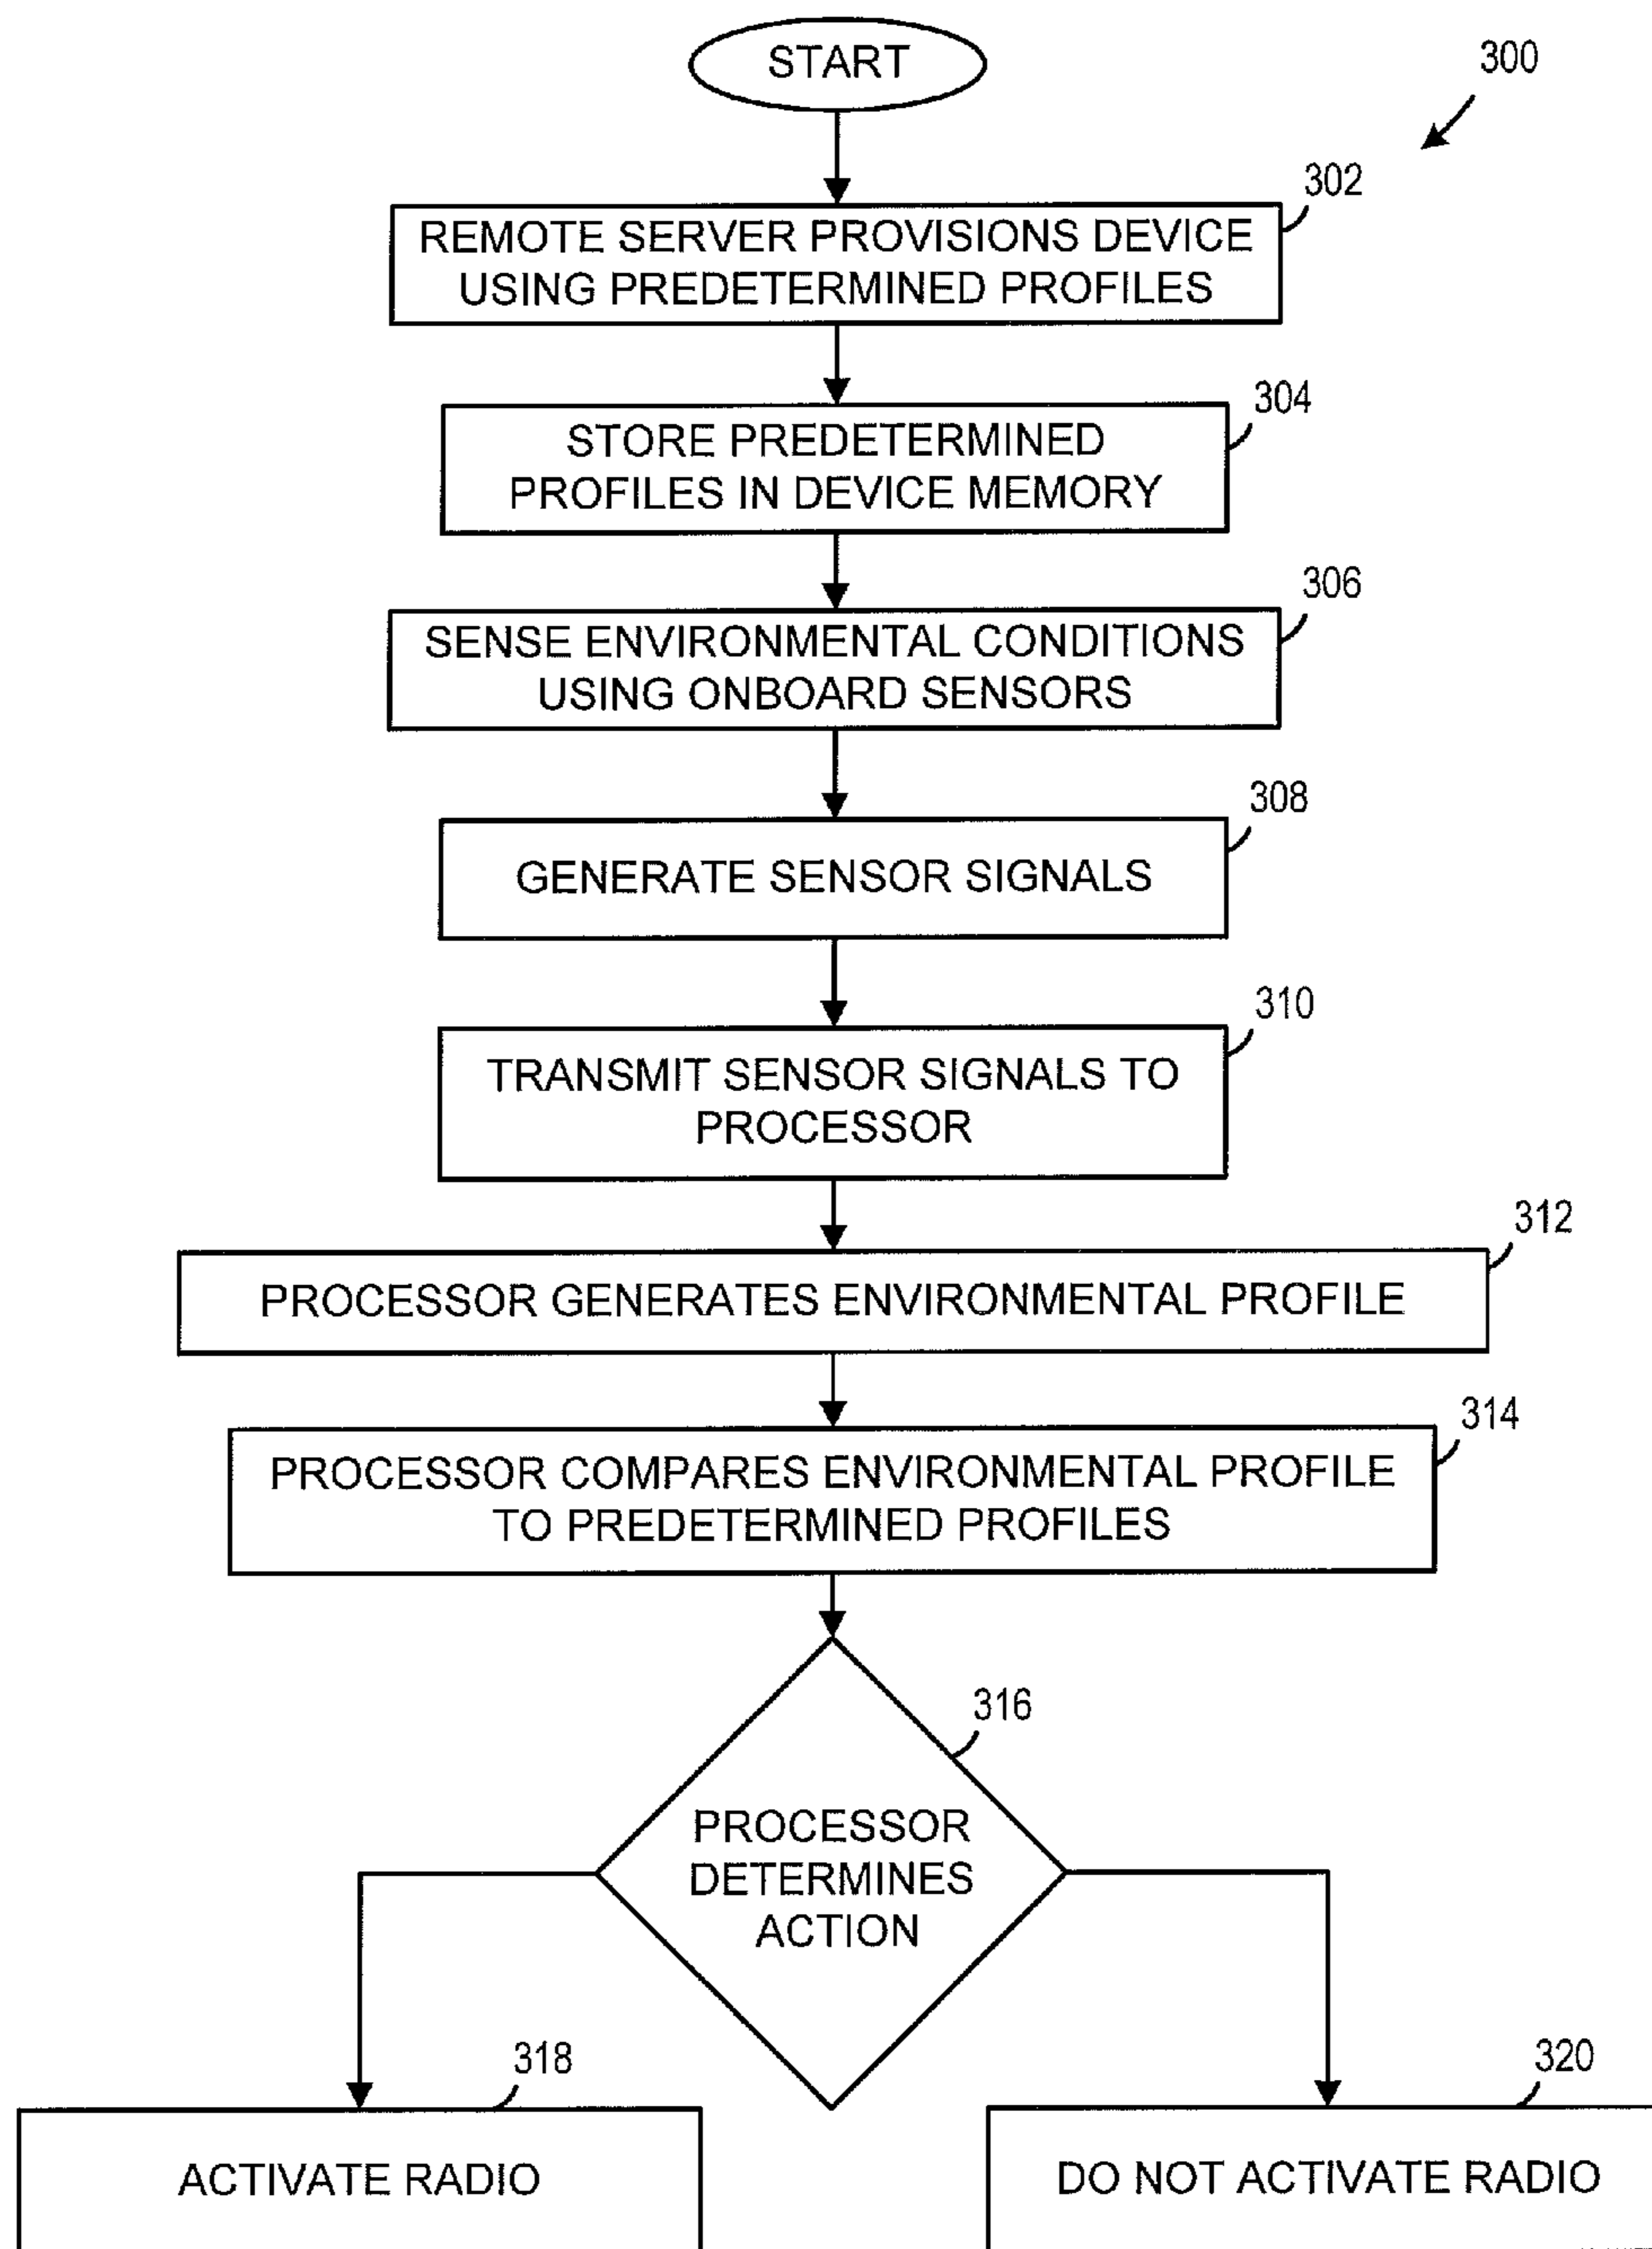 START
300
302
REMOTE SERVER PROVISIONS DEVICE
USING PREDETERMINED PROFILES
304
STORE PREDETERMINED
PROFILES IN DEVICE MEMORY
306
SENSE ENVIRONMENTAL CONDITIONS
USING ONBOARD SENSORS
308
GENERATE SENSOR SIGNALS
310
TRANSMIT SENSOR SIGNALS TO
PROCESSOR
312
PROCESSOR GENERATES ENVIRONMENTAL PROFILE
314
PROCESSOR COMPARES ENVIRONMENTAL PROFILE
TO PREDETERMINED PROFILES
316
PROCESSOR
DETERMINES
ACTION
318
ACTIVATE RADIO
320
DO NOT ACTIVATE RADIO